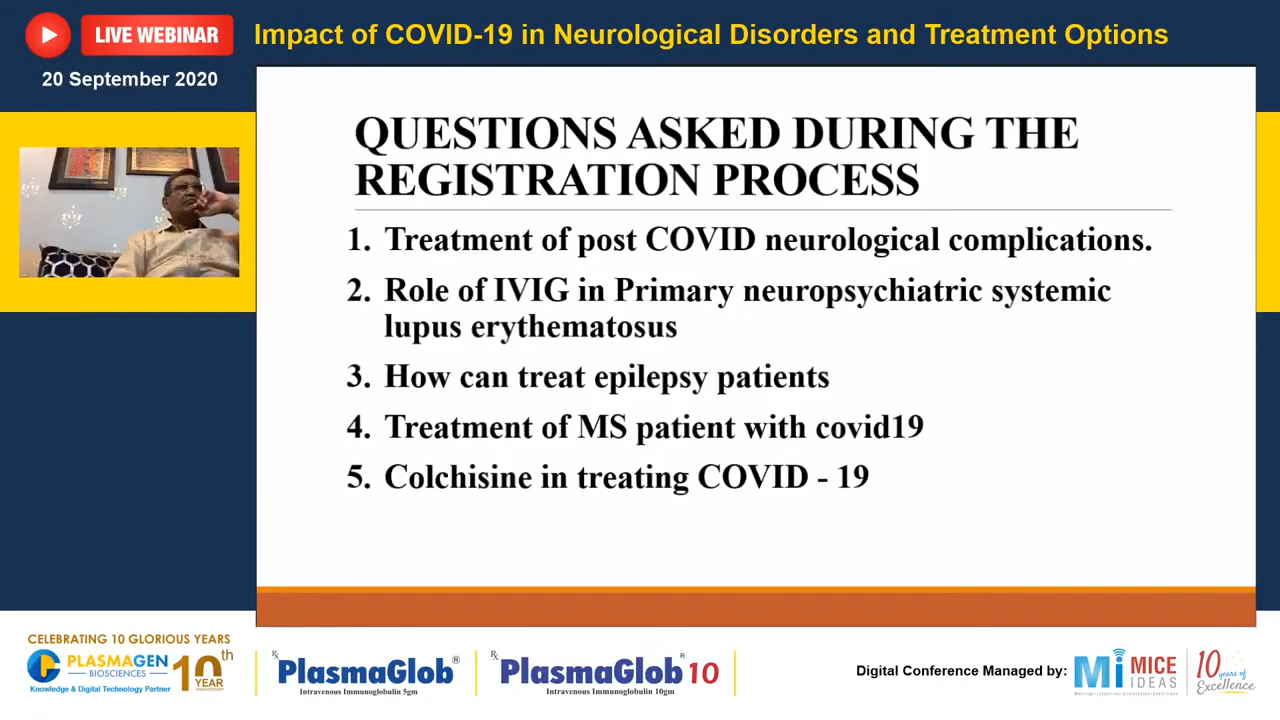 LIVE WEBINAR
Impact of COVID-19 in Neurological Disorders and Treatment Options
20 September 2020
QUESTIONS ASKED DURING THE
REGISTRATION PROCESS
1. Treatment of post COVID neurological complications.
2. Role of IVIG in Primary neuropsychiatric systemic
lupus erythematosus
3. How can treat epilepsy patients
4. Treatment of MS patient with covid19
5. Colchisine in treating COVID - 19
CELEBRATING 10 GLORIOUS YEARS
PLASMAGEN
BIOSCIENCES
Knowledge & Digital Technology Partner
10th
YEAR
Rx
PlasmaGlob®
Intravenous Immunoglobulin 5gm
Rx
PlasmaGlob® 10
Intravenous Immunoglobulin 10gm
Digital Conference Managed by:
Mi MICE
IDEAS
10 years of
Excellence